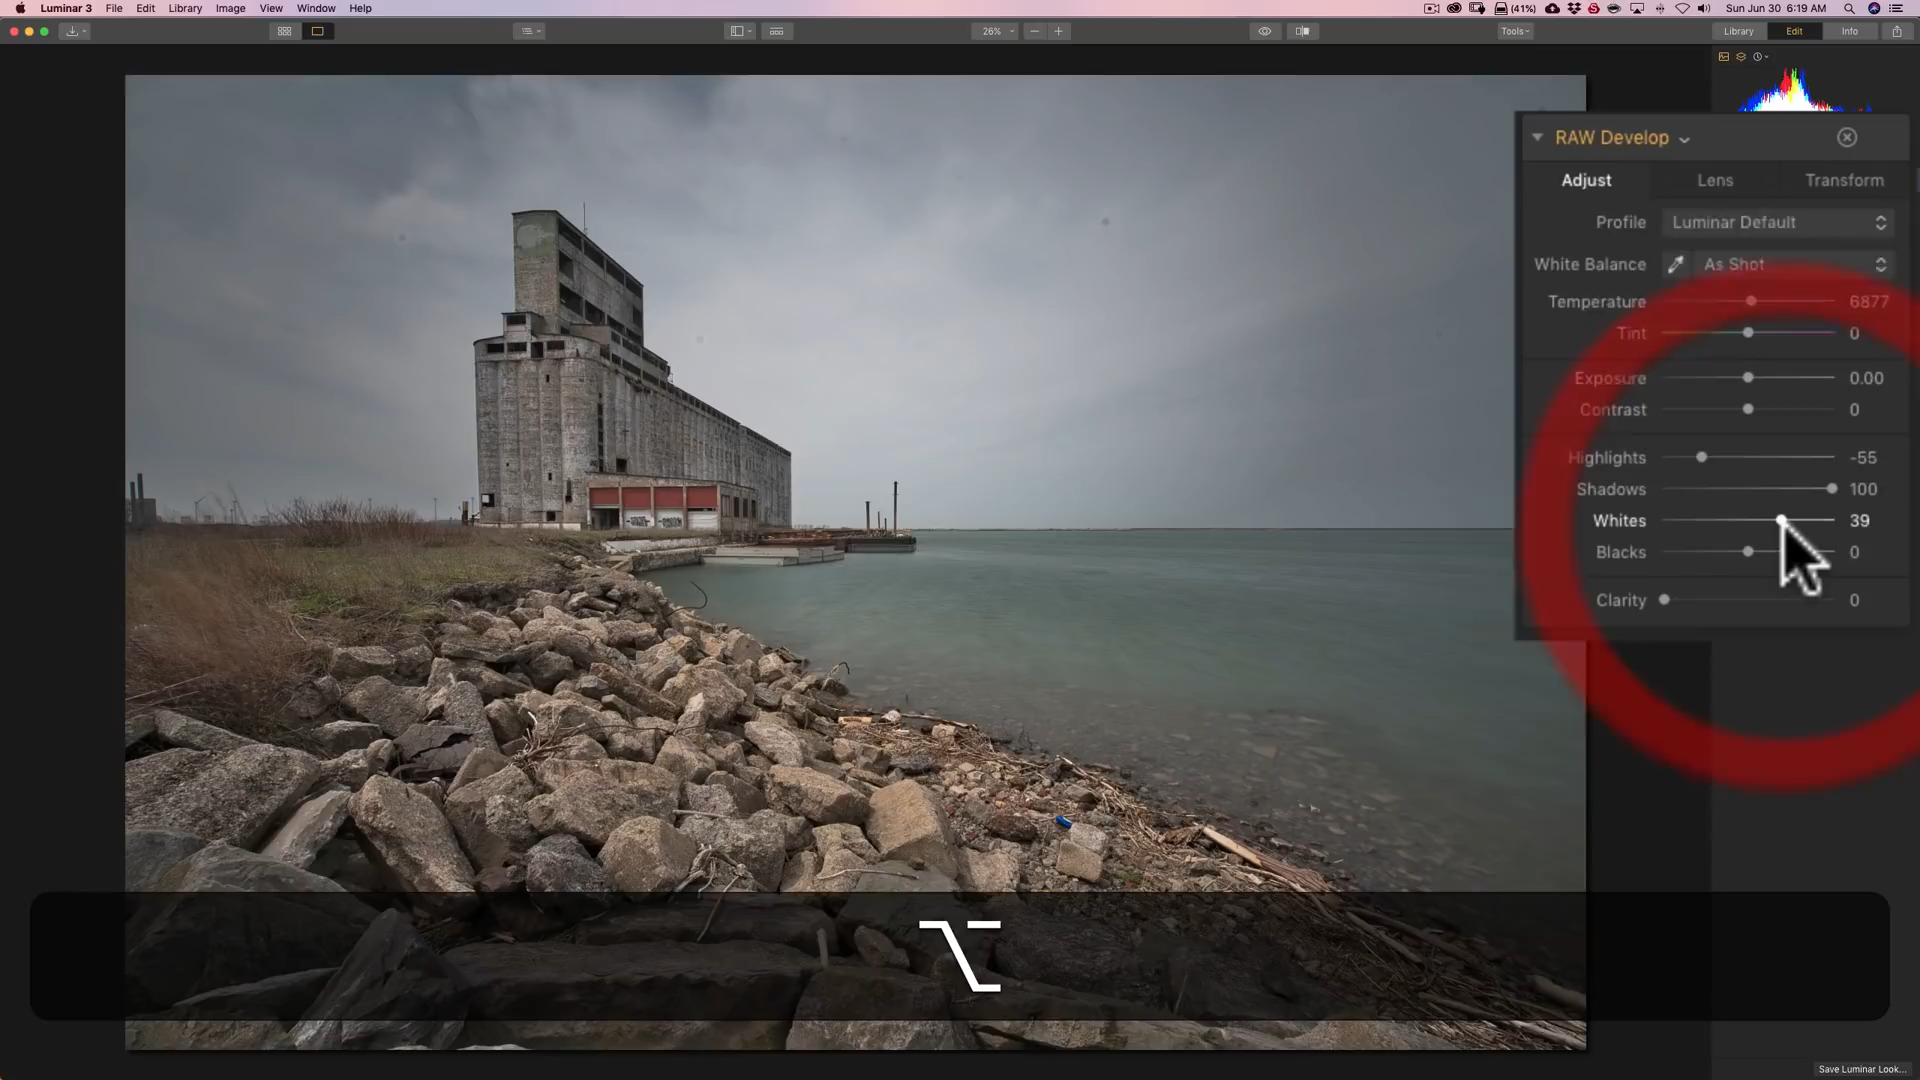 Luminar 3 File Edit Library Image View Window Help
(41%) Sun Jun 30 6:19 AM
26% Tools Library Edit Info
RAW Develop
Adjust Lens Transform
Profile Luminar Default
White Balance As Shot
Temperature 6877
Tint 0
Exposure 0.00
Contrast 0
Highlights -55
Shadows 100
Whites 39
Blacks 0
Clarity 0
⌥
Save Luminar Look...